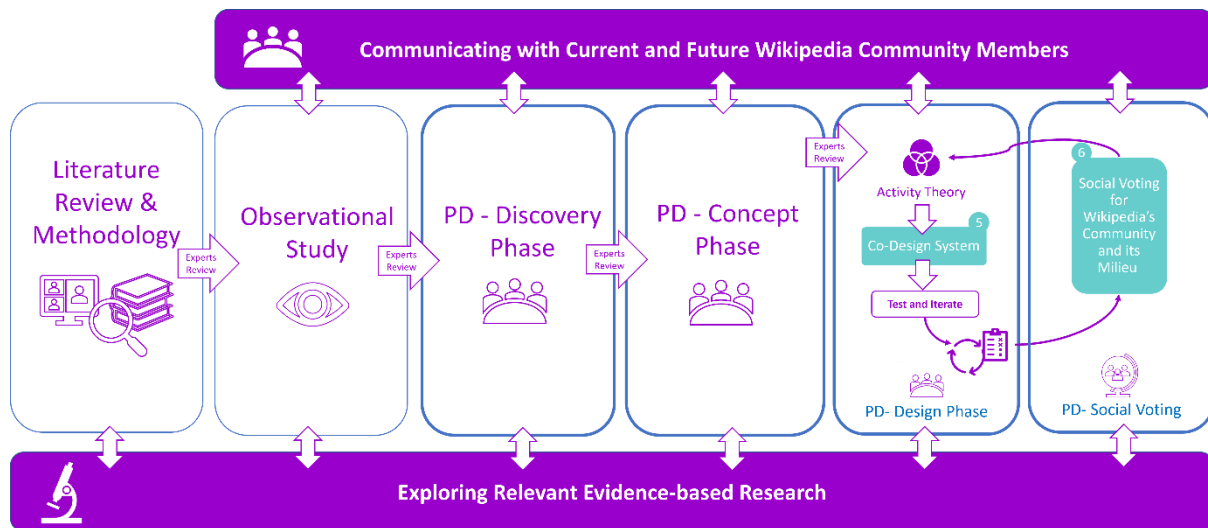 Communicating with Current and Future Wikipedia Community Members
Literature
Review &
Methodology
Experts
Review
Observational
Study
Experts
Review
PD - Discovery
Phase
Experts
Review
PD - Concept
Phase
Experts
Review
Activity Theory
5
Co-Design System
Test and Iterate
PD- Design Phase
6
Social Voting
for
Wikipedia's
Community
and its
Milieu
PD- Social Voting
Exploring Relevant Evidence-based Research